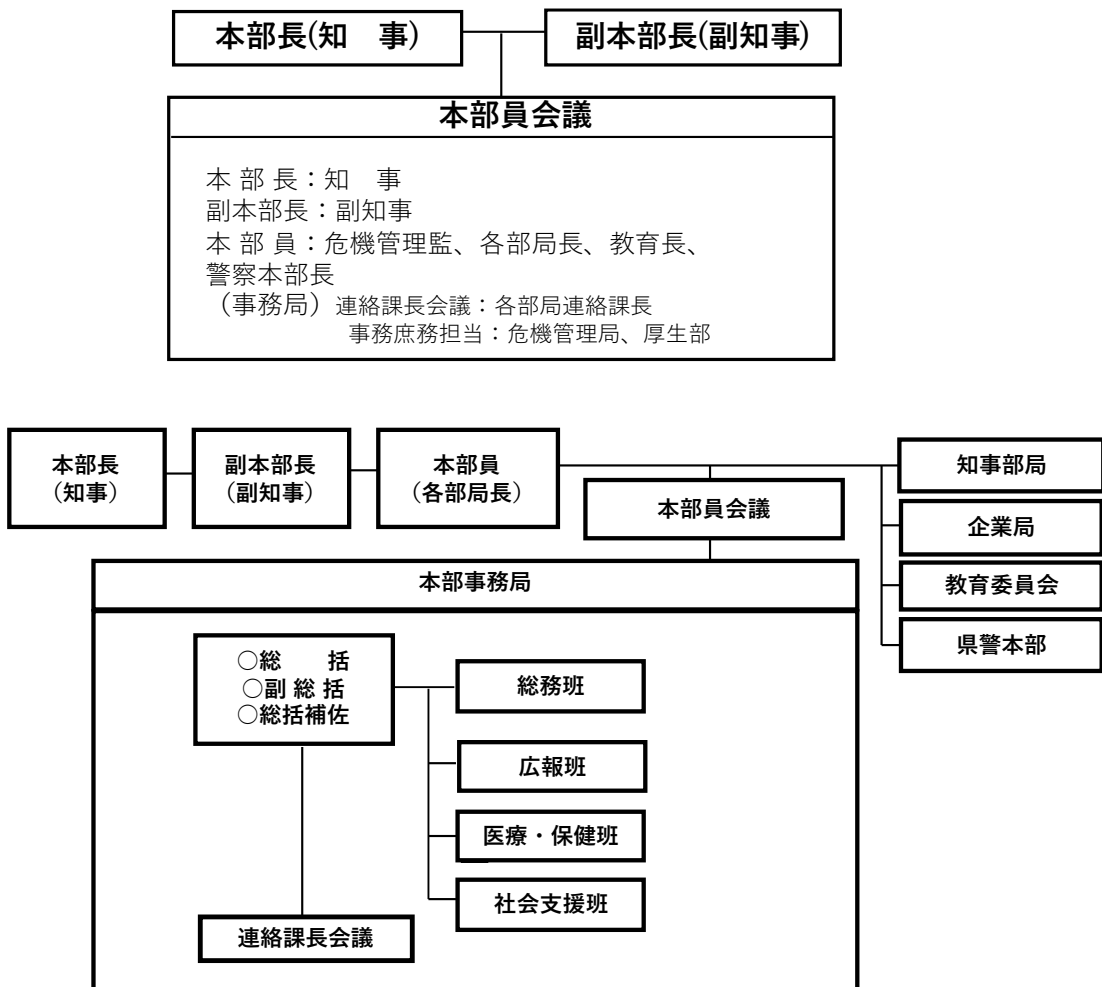 本部長(知　事)
副本部長(副知事)
本部員会議
本 部 長：知　事
副本部長：副知事
本 部 員：危機管理監、各部局長、教育長、
警察本部長
（事務局）連絡課長会議：各部局連絡課長
事務庶務担当：危機管理局、厚生部
本部長
（知事）
副本部長
(副知事)
本部員
(各部局長)
本部員会議
知事部局
企業局
教育委員会
県警本部
本部事務局
○総　　括
○副 総 括
○総括補佐
総務班
広報班
医療・保健班
社会支援班
連絡課長会議